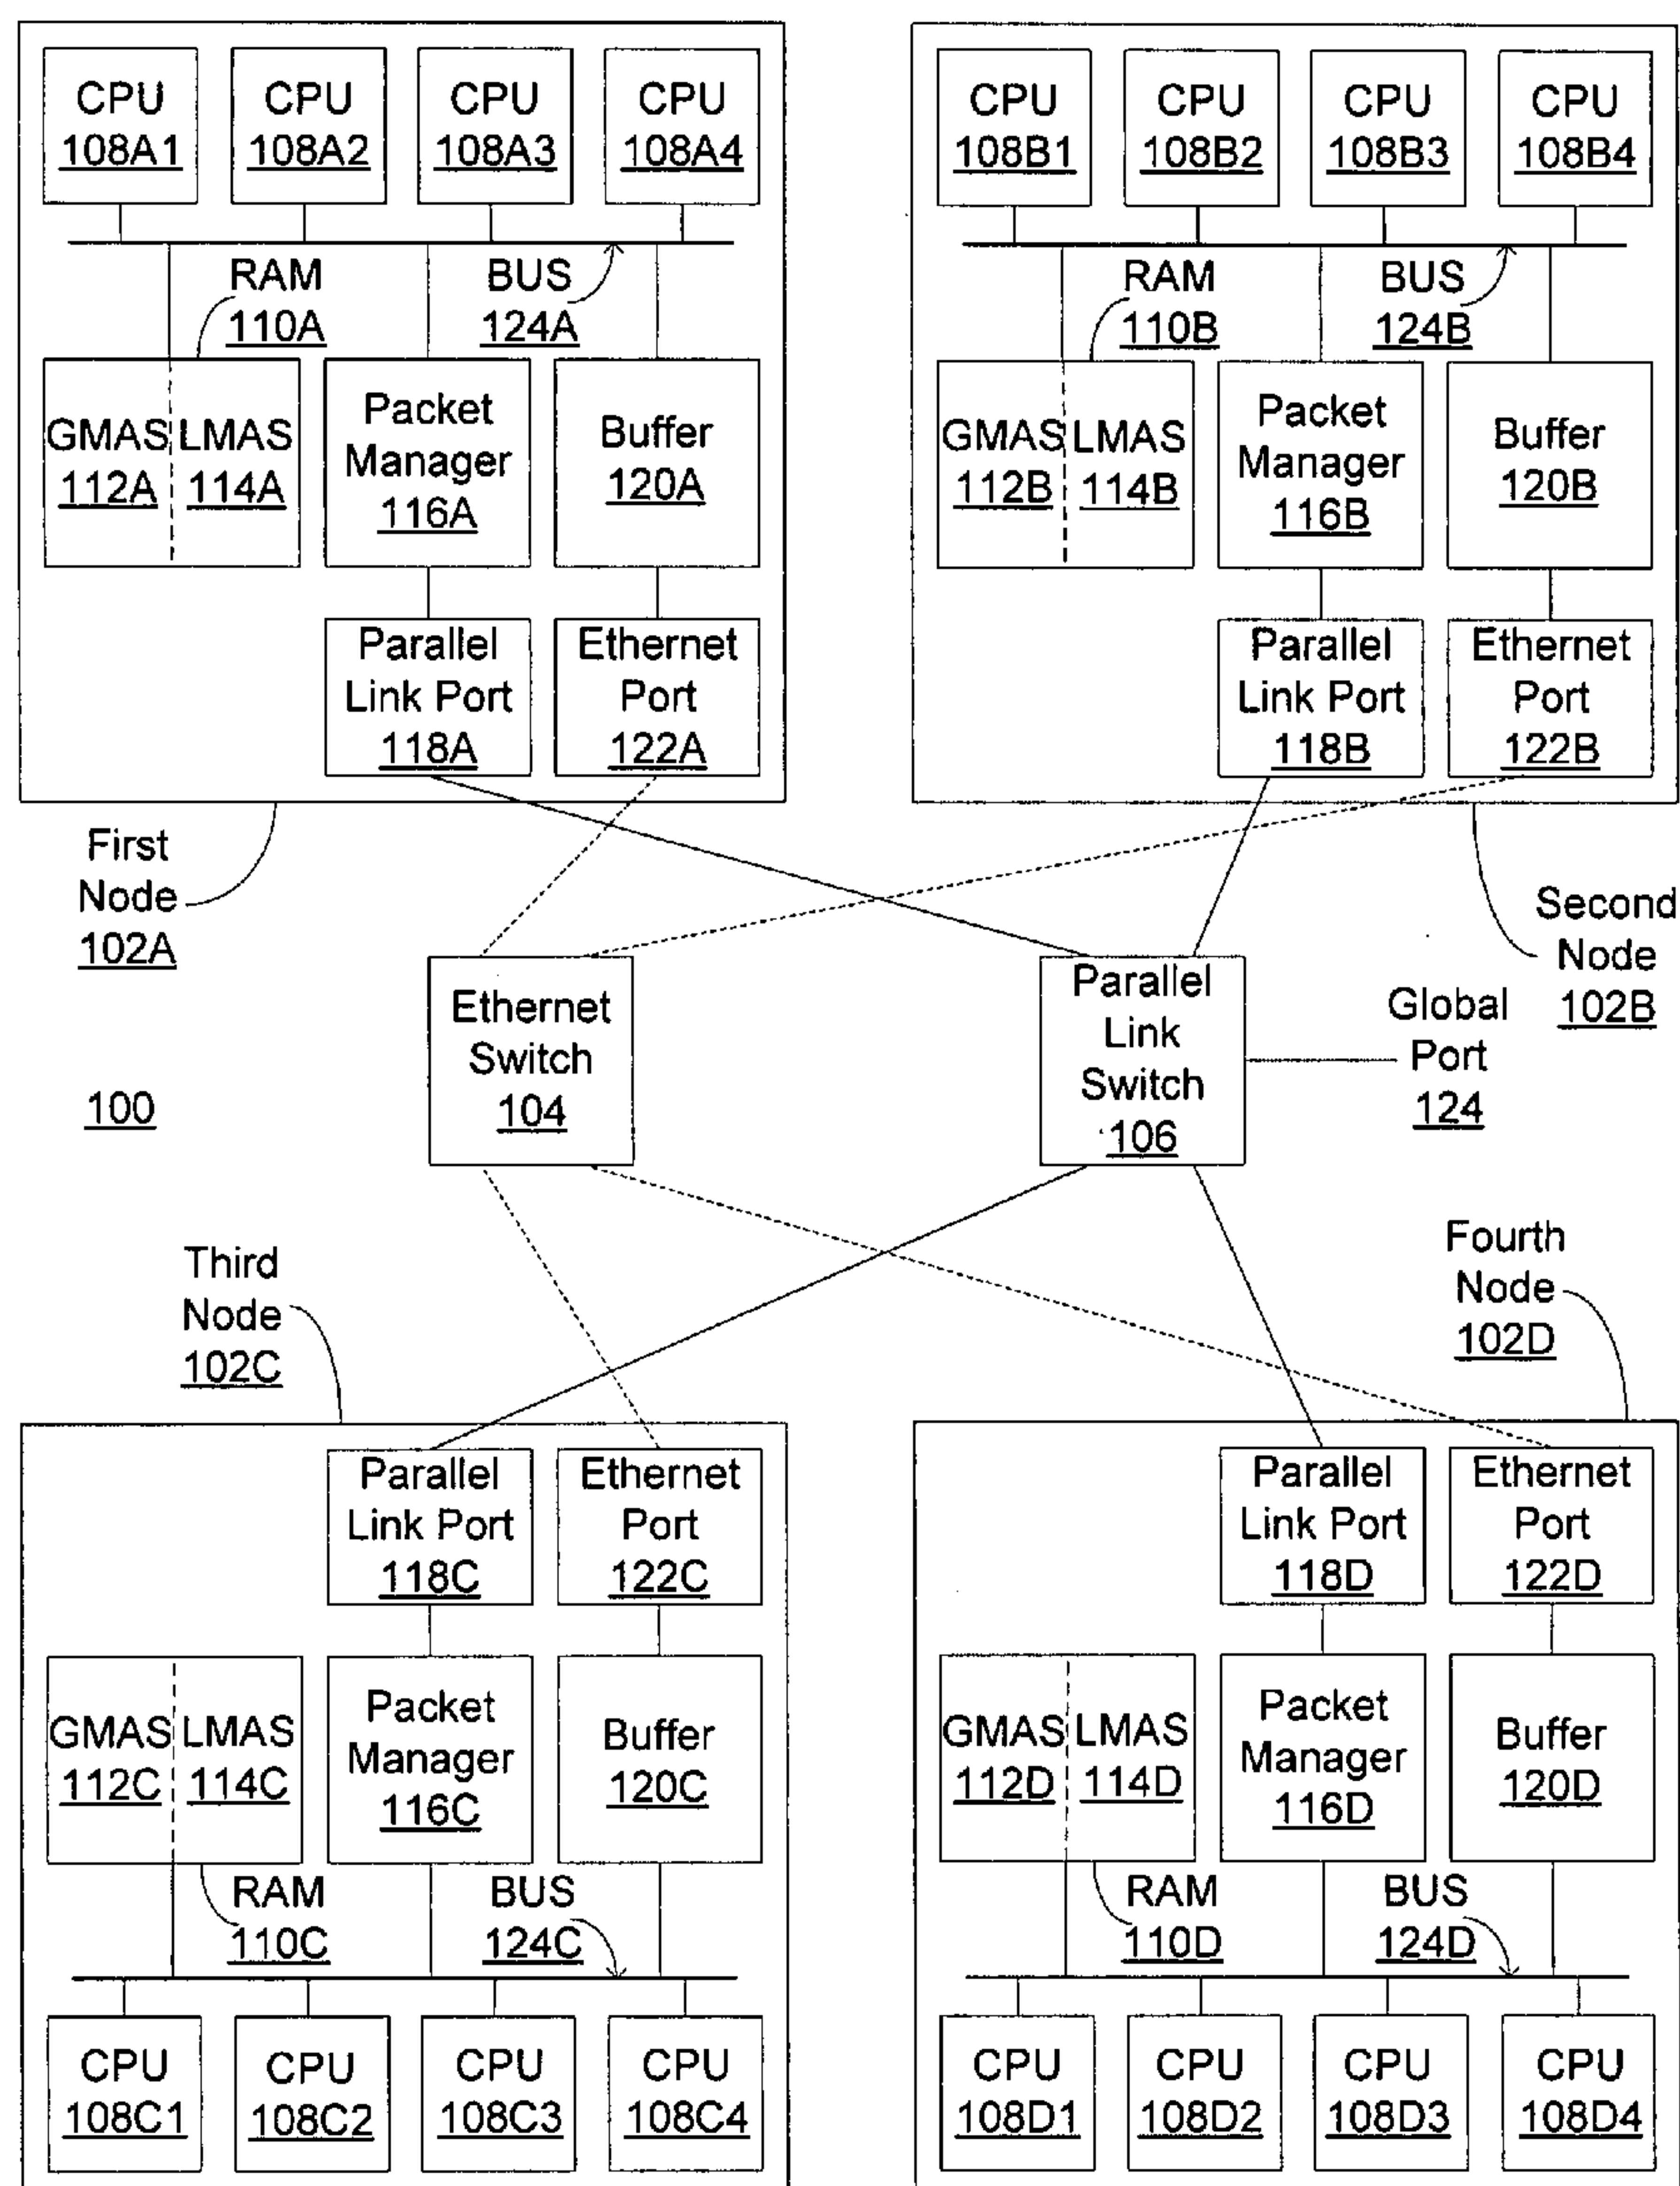 CPU
108A1
CPU
108A2
CPU
108A3
CPU
108A4
RAM
110A
BUS
124A
GMAS
112A
LMAS
114A
Packet
Manager
116A
Buffer
120A
Parallel
Link Port
118A
Ethernet
Port
122A
First
Node
102A
CPU
108B1
CPU
108B2
CPU
108B3
CPU
108B4
RAM
110B
BUS
124B
GMAS
112B
LMAS
114B
Packet
Manager
116B
Buffer
120B
Parallel
Link Port
118B
Ethernet
Port
122B
Second
Node
102B
Ethernet
Switch
104
Parallel
Link
Switch
106
Global
Port
124
100
Third
Node
102C
Fourth
Node
102D
Parallel
Link Port
118C
Ethernet
Port
122C
GMAS
112C
LMAS
114C
Packet
Manager
116C
Buffer
120C
RAM
110C
BUS
124C
CPU
108C1
CPU
108C2
CPU
108C3
CPU
108C4
Parallel
Link Port
118D
Ethernet
Port
122D
GMAS
112D
LMAS
114D
Packet
Manager
116D
Buffer
120D
RAM
110D
BUS
124D
CPU
108D1
CPU
108D2
CPU
108D3
CPU
108D4